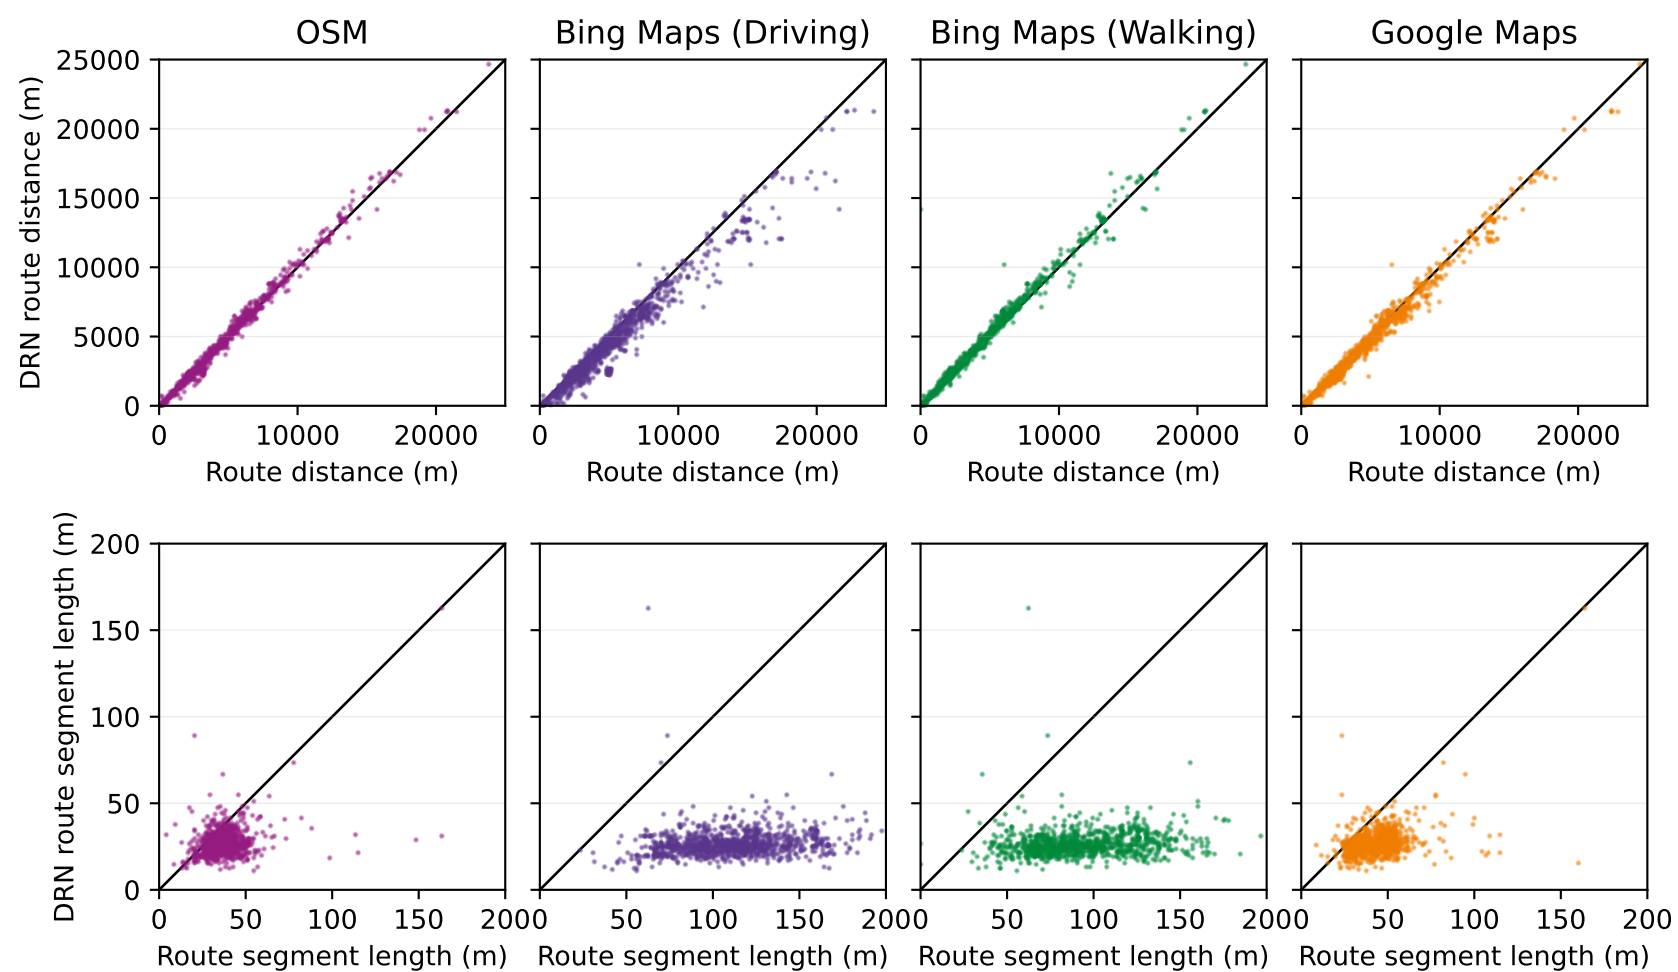 OSM
Bing Maps (Driving)
Bing Maps (Walking)
Google Maps
DRN route distance (m)
25000
20000
15000
10000
5000
0
0 10000 20000
0 10000 20000
0 10000 20000
0 10000 20000
Route distance (m)
Route distance (m)
Route distance (m)
Route distance (m)
DRN route segment length (m)
200
150
100
50
0
0 50 100 150 200
0 50 100 150 200
0 50 100 150 200
0 50 100 150 200
Route segment length (m)
Route segment length (m)
Route segment length (m)
Route segment length (m)